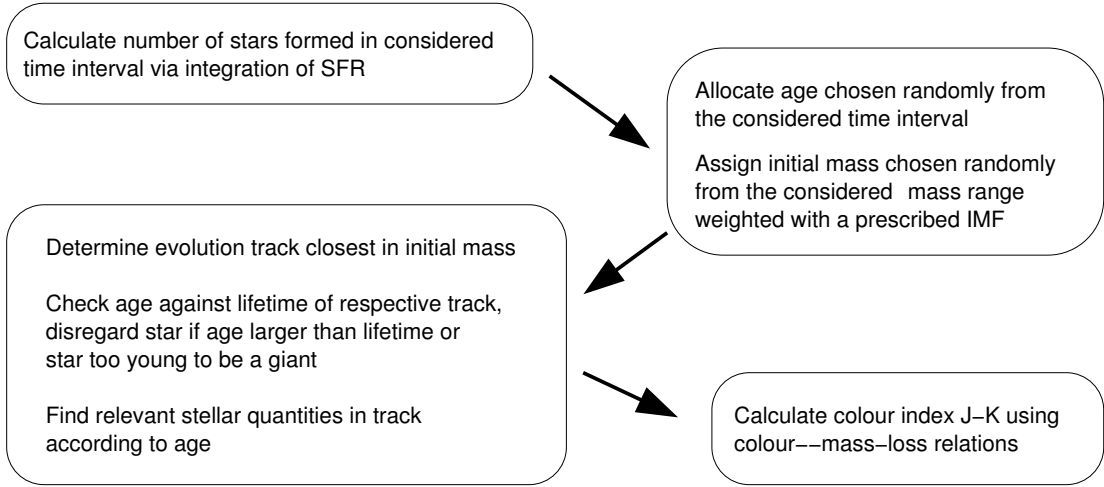 Calculate number of stars formed in considered
time interval via integration of SFR
Allocate age chosen randomly from
the considered time interval
Assign initial mass chosen randomly
from the considered mass range
weighted with a prescribed IMF
Determine evolution track closest in initial mass
Check age against lifetime of respective track,
disregard star if age larger than lifetime or
star too young to be a giant
Find relevant stellar quantities in track
according to age
Calculate colour index J−K using
colour−−mass−loss relations